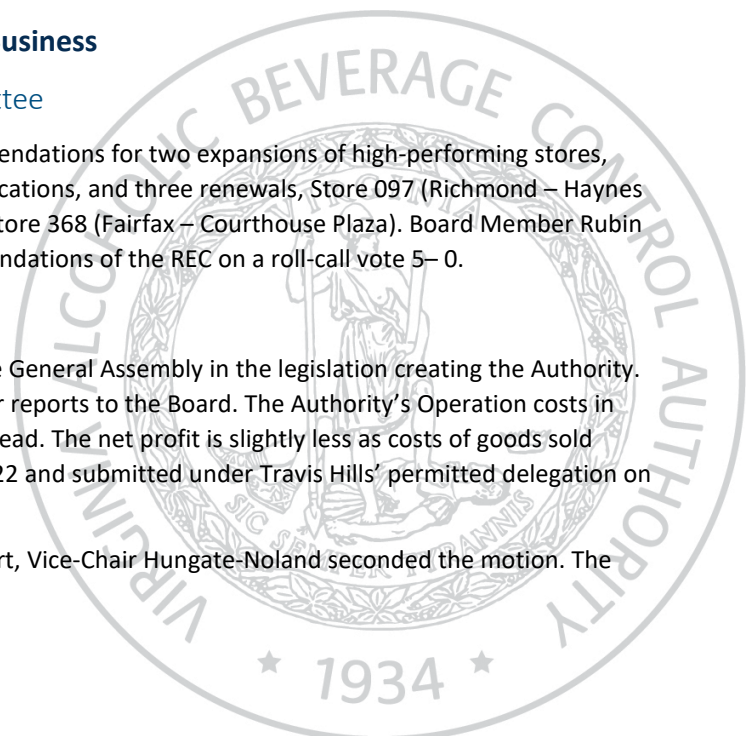 usiness
ttee
endations for two expansions of high-performing stores,
cations, and three renewals, Store 097 (Richmond – Haynes
tore 368 (Fairfax – Courthouse Plaza). Board Member Rubin
ndations of the REC on a roll-call vote 5– 0.
e General Assembly in the legislation creating the Authority.
r reports to the Board. The Authority’s Operation costs in
ead. The net profit is slightly less as costs of goods sold
22 and submitted under Travis Hills’ permitted delegation on
rt, Vice-Chair Hungate-Noland seconded the motion. The
VIRGINIA ALCOHOLIC BEVERAGE CONTROL AUTHORITY
VIRGINIA
SIC SEMPER TYRANNIS
★ 1934 ★